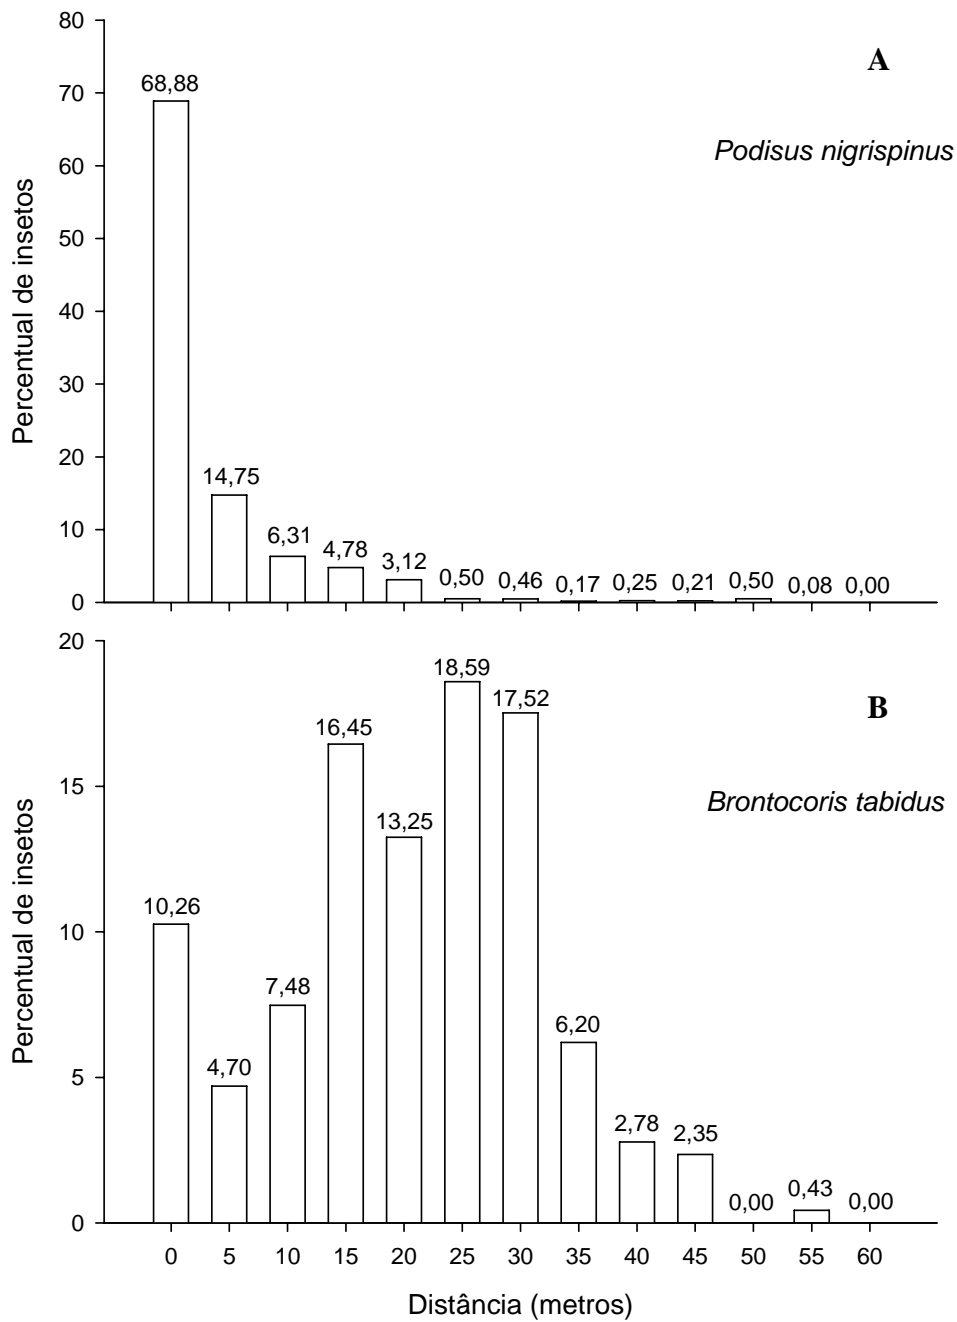 80
A
68,88
70
Podisus nigrispinus
60
50
Percentual de insetos
40
30
20
14,75
10
6,31
4,78
3,12
0,50 0,46 0,17 0,25 0,21 0,50 0,08 0,00
0
20
18,59
17,52
B
16,45
15
Brontocoris tabidus
13,25
Percentual de insetos
10,26
10
7,48
6,20
5
4,70
2,78
2,35
0,00 0,43 0,00
0
0 5 10 15 20 25 30 35 40 45 50 55 60
Distância (metros)